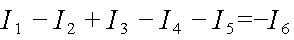 I₁ − I₂ + I₃ − I₄ − I₅=−I₆